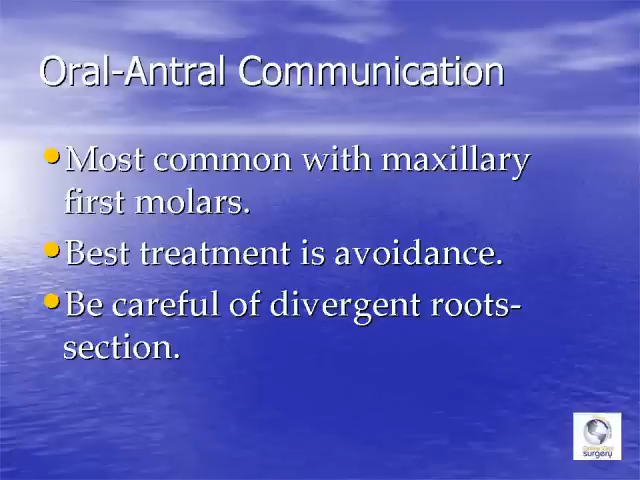 Oral-Antral Communication
•Most common with maxillary
first molars.
•Best treatment is avoidance.
•Be careful of divergent roots-
section.
surgery